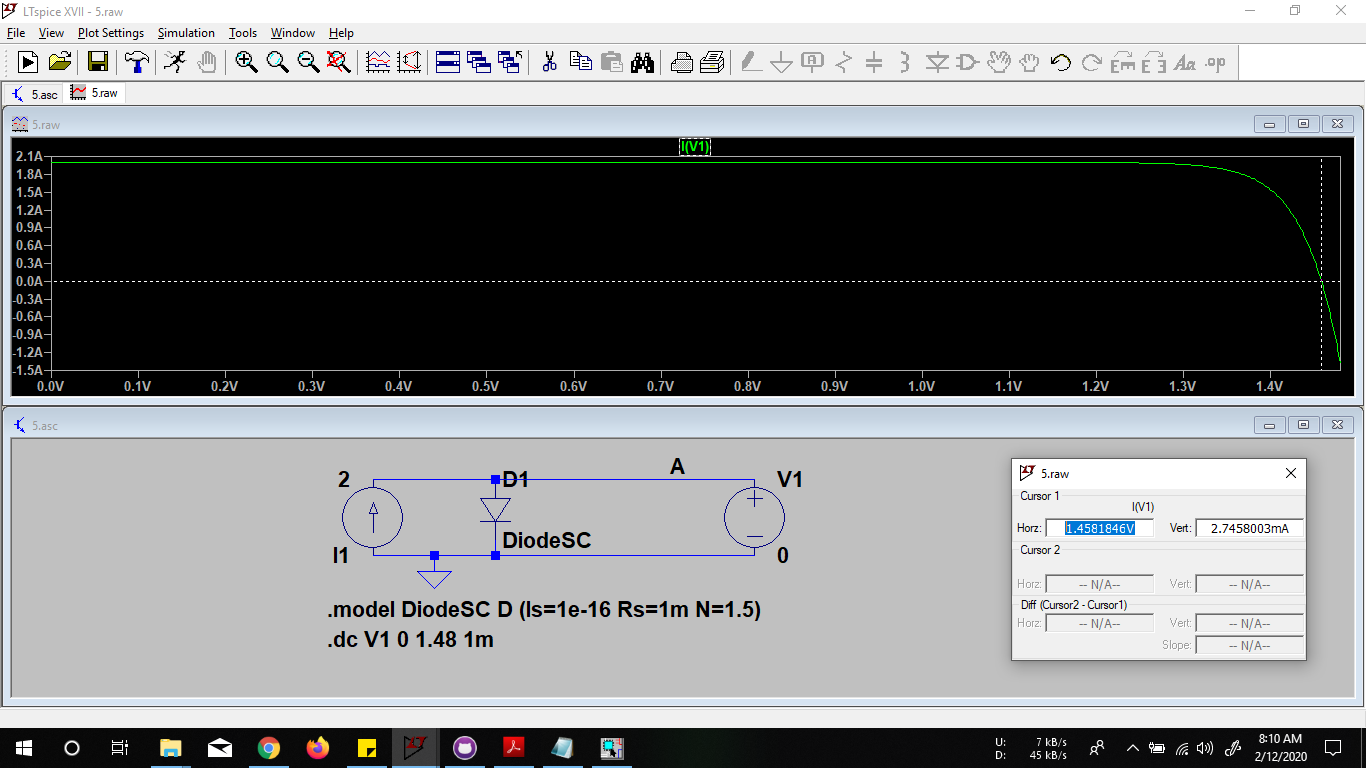 LTspice XVII - 5.raw
File View Plot Settings Simulation Tools Window Help
5.asc 5.raw
5.raw
I(V1)
2.1A
1.8A
1.5A
1.2A
0.9A
0.6A
0.3A
0.0A
-0.3A
-0.6A
-0.9A
-1.2A
-1.5A
0.0V 0.1V 0.2V 0.3V 0.4V 0.5V 0.6V 0.7V 0.8V 0.9V 1.0V 1.1V 1.2V 1.3V 1.4V
5.asc
2 D1 A V1
I1 DiodeSC 0
.model DiodeSC D (Is=1e-16 Rs=1m N=1.5)
.dc V1 0 1.48 1m
5.raw
Cursor 1
I(V1)
Horz: 1.4581846V Vert: 2.7458003mA
Cursor 2
Horz: -- N/A-- Vert: -- N/A--
Diff (Cursor2 - Cursor1)
Horz: -- N/A-- Vert: -- N/A--
Slope: -- N/A--
U: 7 kB/s
D: 45 kB/s
8:10 AM
2/12/2020